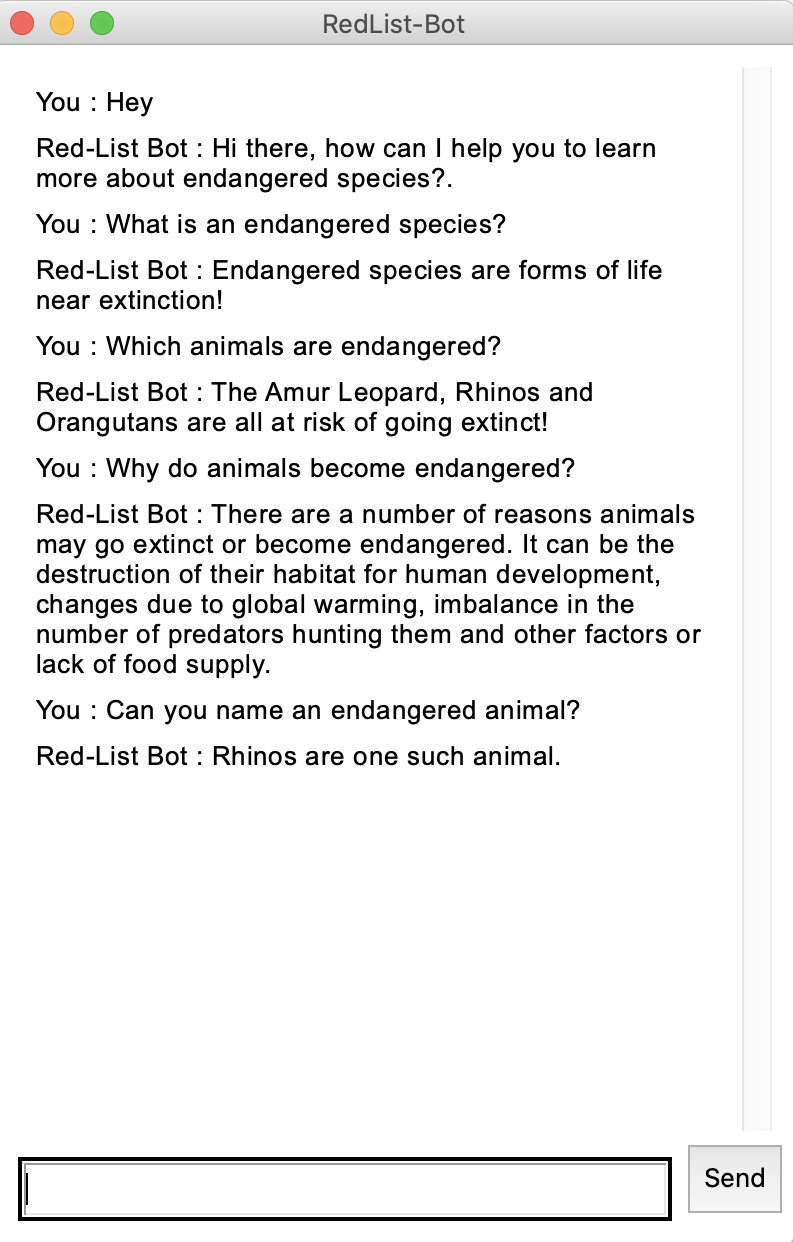 RedList-Bot
You : Hey
Red-List Bot : Hi there, how can I help you to learn
more about endangered species?.
You : What is an endangered species?
Red-List Bot : Endangered species are forms of life
near extinction!
You : Which animals are endangered?
Red-List Bot : The Amur Leopard, Rhinos and
Orangutans are all at risk of going extinct!
You : Why do animals become endangered?
Red-List Bot : There are a number of reasons animals
may go extinct or become endangered. It can be the
destruction of their habitat for human development,
changes due to global warming, imbalance in the
number of predators hunting them and other factors or
lack of food supply.
You : Can you name an endangered animal?
Red-List Bot : Rhinos are one such animal.
Send